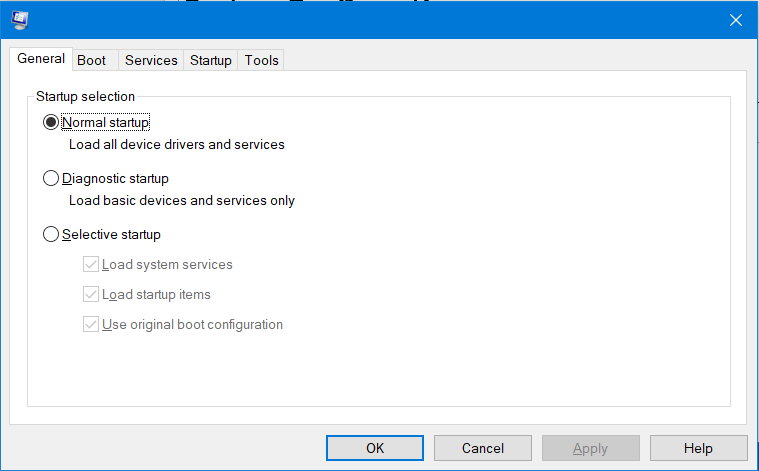 General
Boot
Services
Startup
Tools
Startup selection
Normal startup
Load all device drivers and services
Diagnostic startup
Load basic devices and services only
Selective startup
Load system services
Load startup items
Use original boot configuration
OK
Cancel
Apply
Help